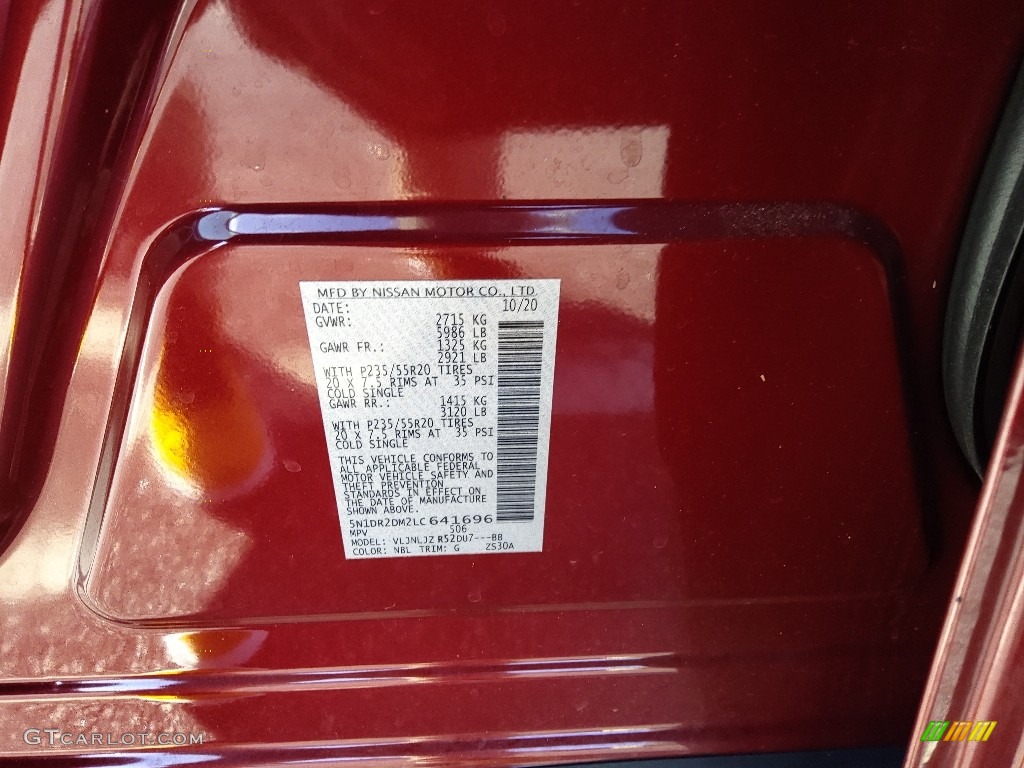 MFD BY NISSAN MOTOR CO., LTD.
DATE: 10/20
GVWR: 2715 KG
5986 LB
GAWR FR.: 1325 KG
2921 LB
WITH P235/55R20 TIRES
20 X 7.5 RIMS AT 35 PSI
COLD SINGLE
GAWR RR.: 1415 KG
3120 LB
WITH P235/55R20 TIRES
20 X 7.5 RIMS AT 35 PSI
COLD SINGLE
THIS VEHICLE CONFORMS TO
ALL APPLICABLE FEDERAL
MOTOR VEHICLE SAFETY AND
THEFT PREVENTION
STANDARDS IN EFFECT ON
THE DATE OF MANUFACTURE
SHOWN ABOVE.
5N1DR2DM2LC641696
MPV 506
MODEL: VLJNLJZ R52DU7---BB
COLOR: NBL TRIM: G ZS30A
GTCARLOT.COM